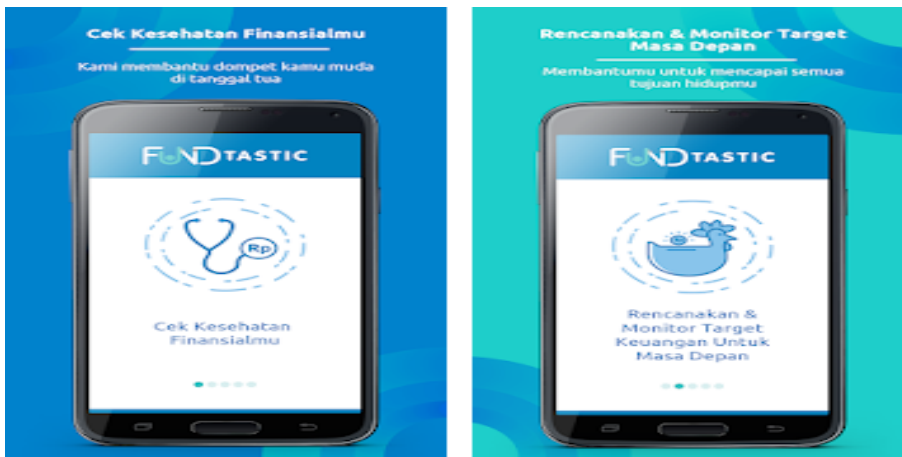 Cek Kesehatan Finansialmu
Kami membantu dompet kamu muda
di tanggal tua
FUNDTASTIC
Rp
Cek Kesehatan
Finansialmu
Rencanakan & Monitor Target
Masa Depan
Membantumu untuk mencapai semua
tujuan hidupmu
FUNDTASTIC
Rencanakan &
Monitor Target
Keuangan Untuk
Masa Depan